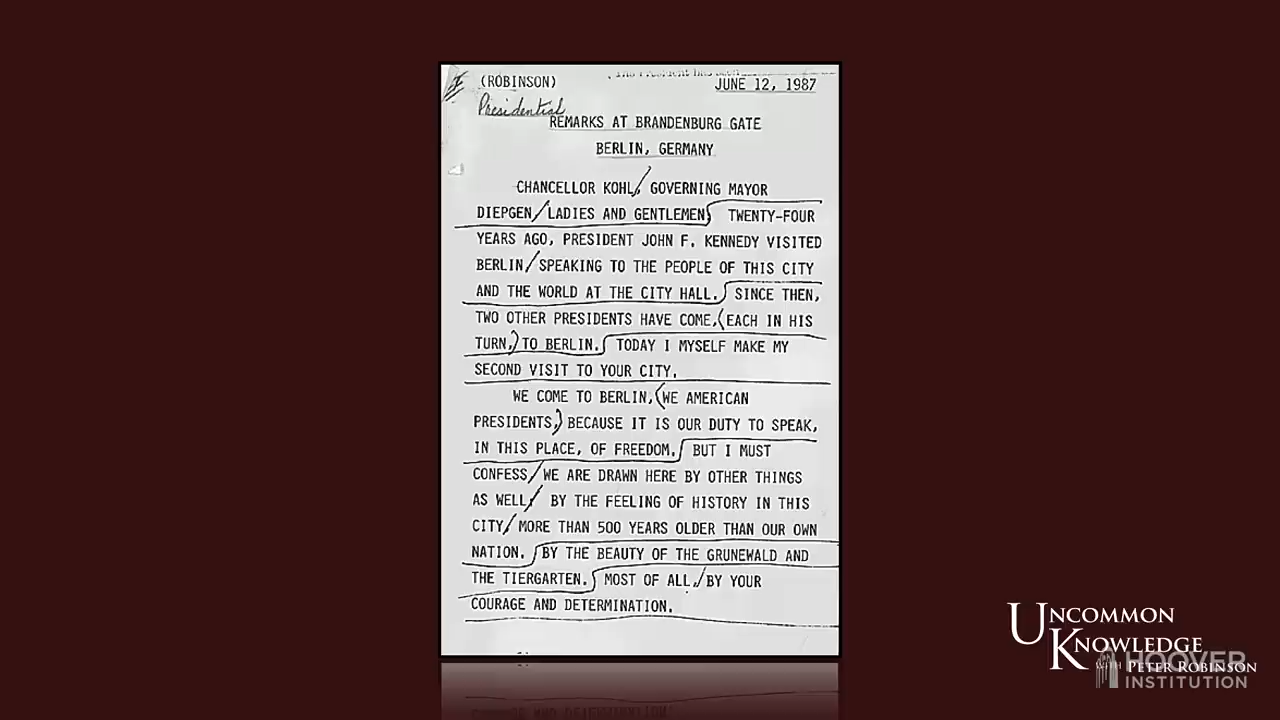 (ROBINSON)
JUNE 12, 1987
Presidential
REMARKS AT BRANDENBURG GATE
BERLIN, GERMANY
CHANCELLOR KOHL, GOVERNING MAYOR
DIEPGEN/LADIES AND GENTLEMEN, TWENTY-FOUR
YEARS AGO, PRESIDENT JOHN F. KENNEDY VISITED
BERLIN/SPEAKING TO THE PEOPLE OF THIS CITY
AND THE WORLD AT THE CITY HALL. SINCE THEN,
TWO OTHER PRESIDENTS HAVE COME, (EACH IN HIS
TURN,) TO BERLIN. TODAY I MYSELF MAKE MY
SECOND VISIT TO YOUR CITY.
WE COME TO BERLIN, (WE AMERICAN
PRESIDENTS,) BECAUSE IT IS OUR DUTY TO SPEAK,
IN THIS PLACE, OF FREEDOM. BUT I MUST
CONFESS/WE ARE DRAWN HERE BY OTHER THINGS
AS WELL/ BY THE FEELING OF HISTORY IN THIS
CITY/MORE THAN 500 YEARS OLDER THAN OUR OWN
NATION. BY THE BEAUTY OF THE GRUNEWALD AND
THE TIERGARTEN. MOST OF ALL,/BY YOUR
COURAGE AND DETERMINATION.
UNCOMMON
KNOWLEDGE
WITH PETER ROBINSON
HOOVER
INSTITUTION